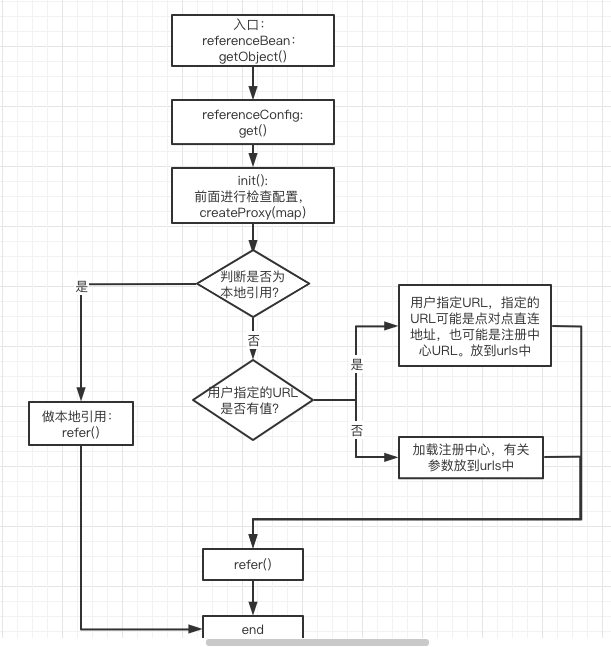 入口：
referenceBean：
getObject()
referenceConfig:
get()
init():
前面进行检查配置，
createProxy(map)
判断是否为
本地引用？
是
否
用户指定URL，指定的
URL可能是点对点直连
地址，也可能是注册中
心URL。放到urls中
是
用户指定的URL
是否有值？
做本地引用：
refer()
否
加载注册中心，有关
参数放到urls中
refer()
end